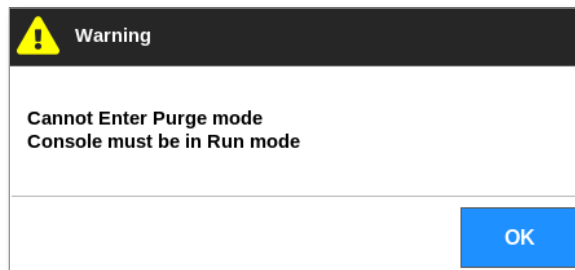 Warning
Cannot Enter Purge mode
Console must be in Run mode
OK